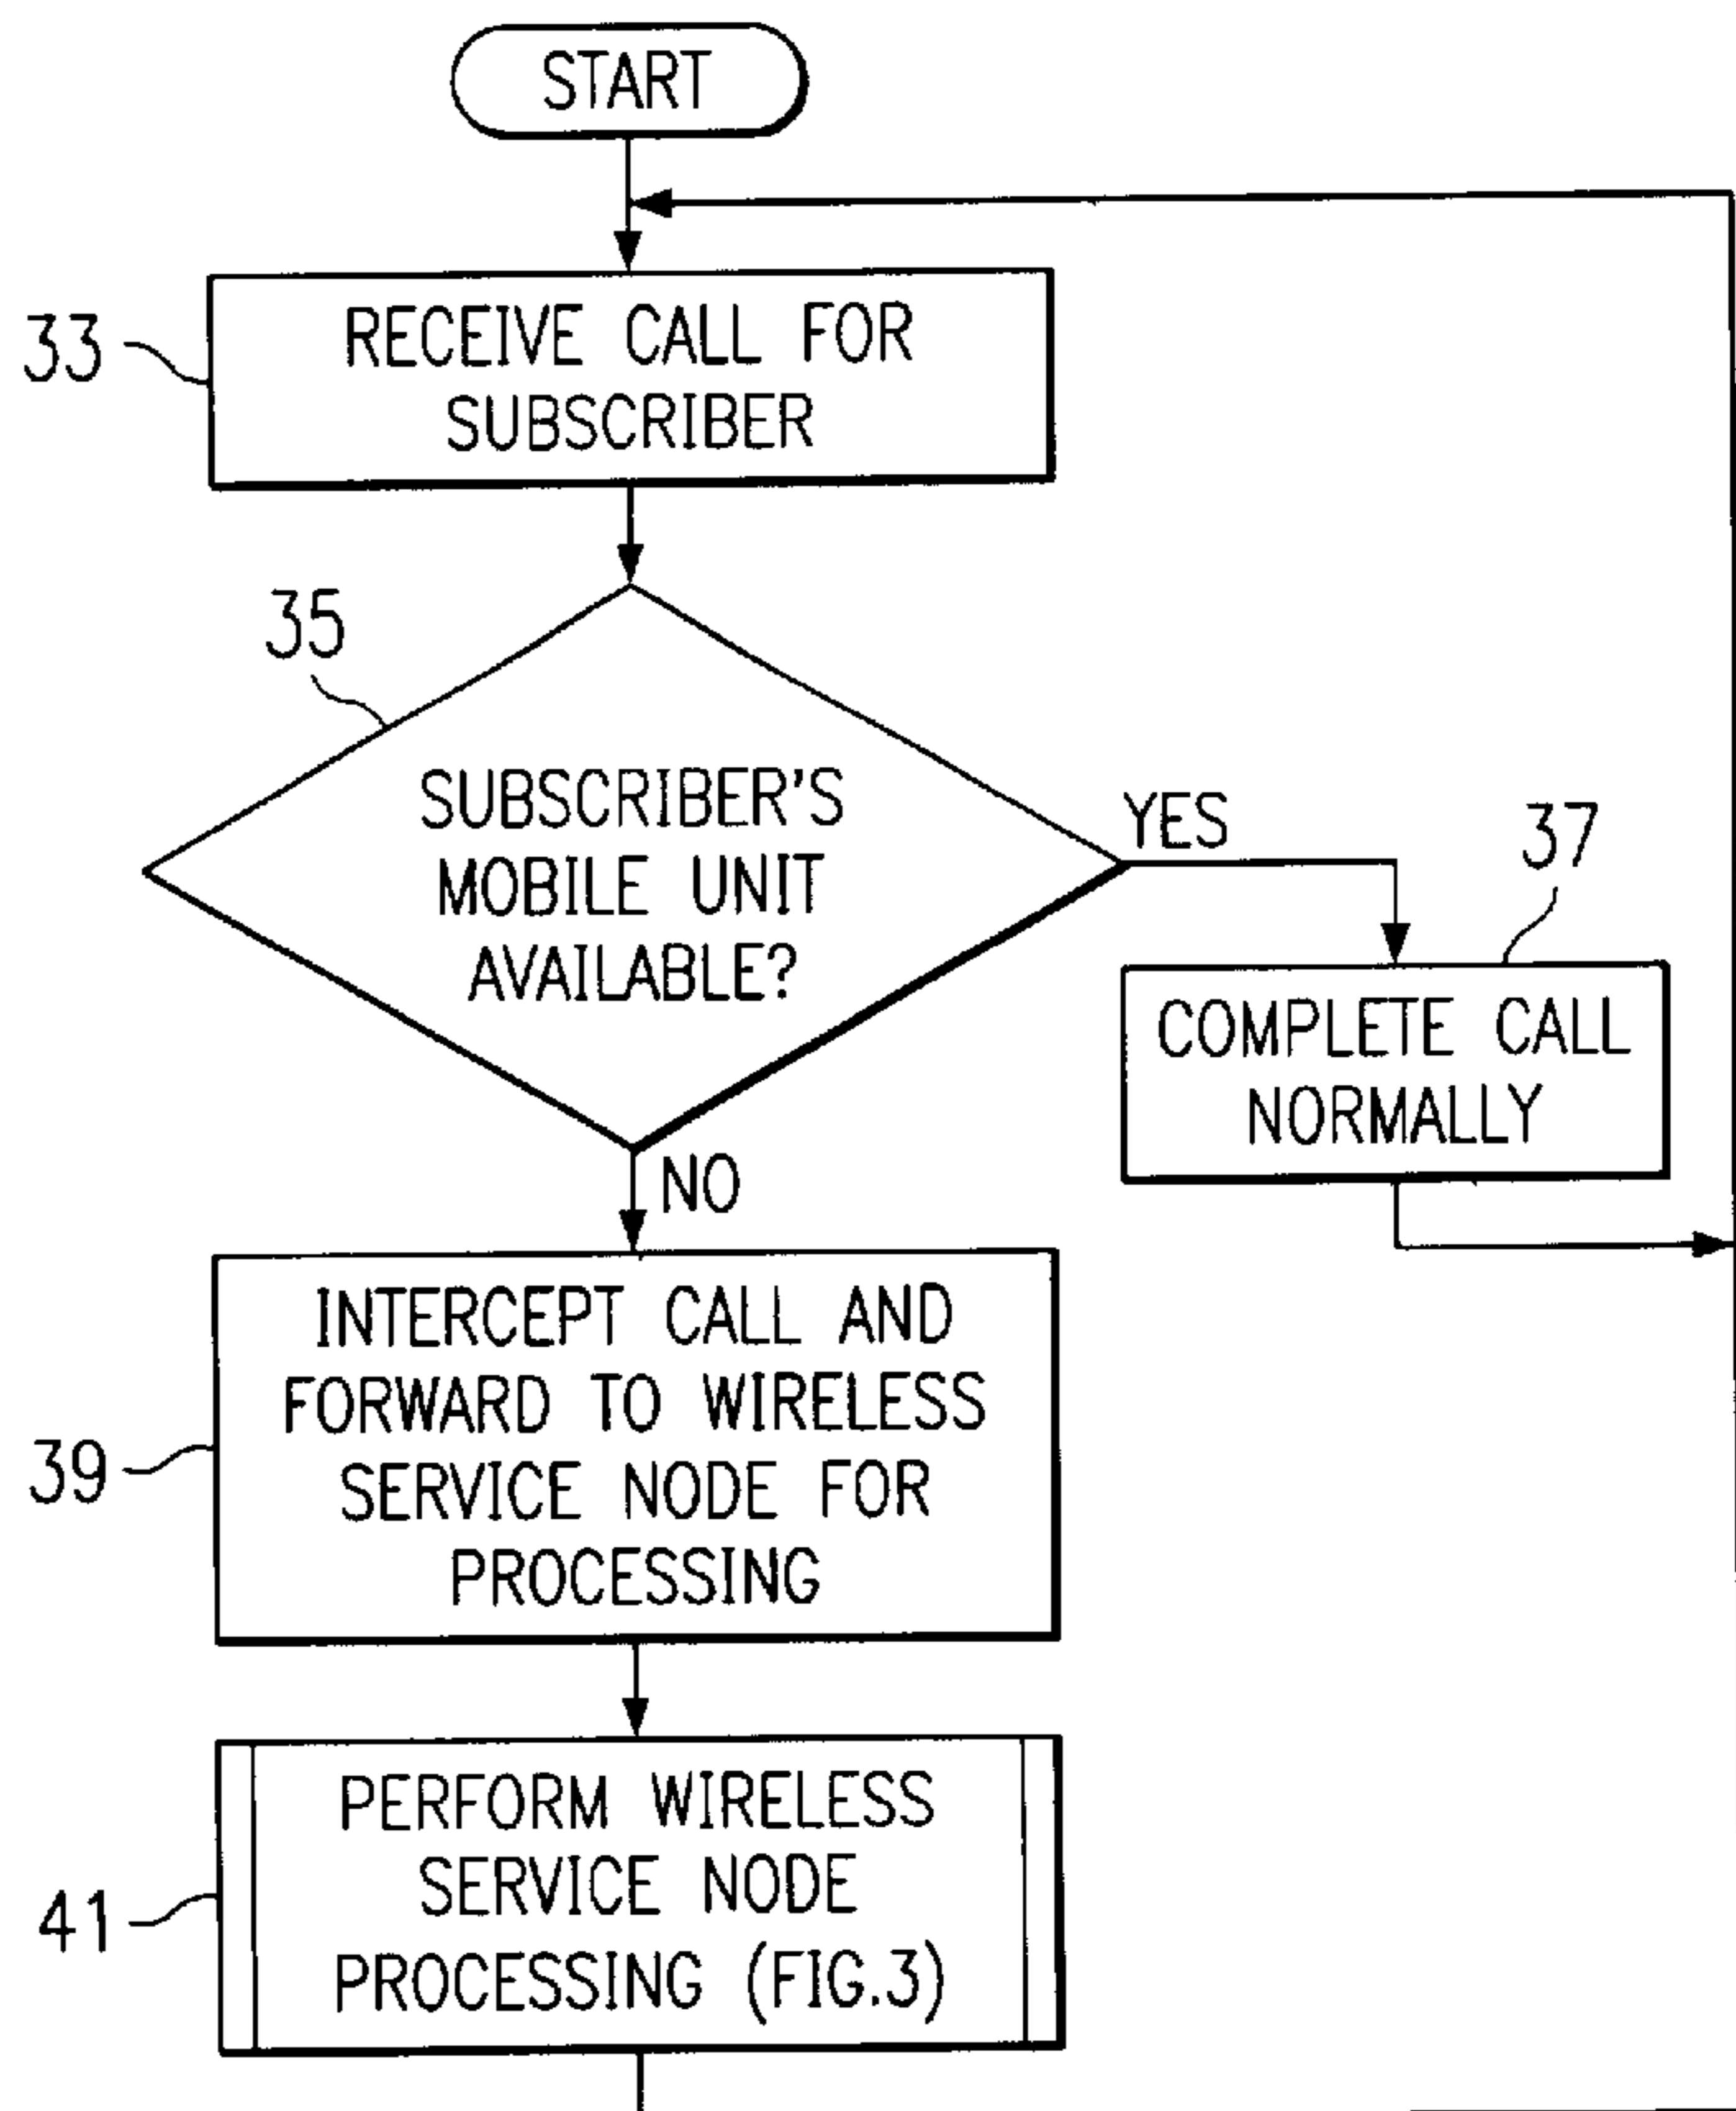 START
33
RECEIVE CALL FOR
SUBSCRIBER
35
SUBSCRIBER'S
MOBILE UNIT
AVAILABLE?
YES
37
COMPLETE CALL
NORMALLY
NO
39
INTERCEPT CALL AND
FORWARD TO WIRELESS
SERVICE NODE FOR
PROCESSING
41
PERFORM WIRELESS
SERVICE NODE
PROCESSING (FIG.3)